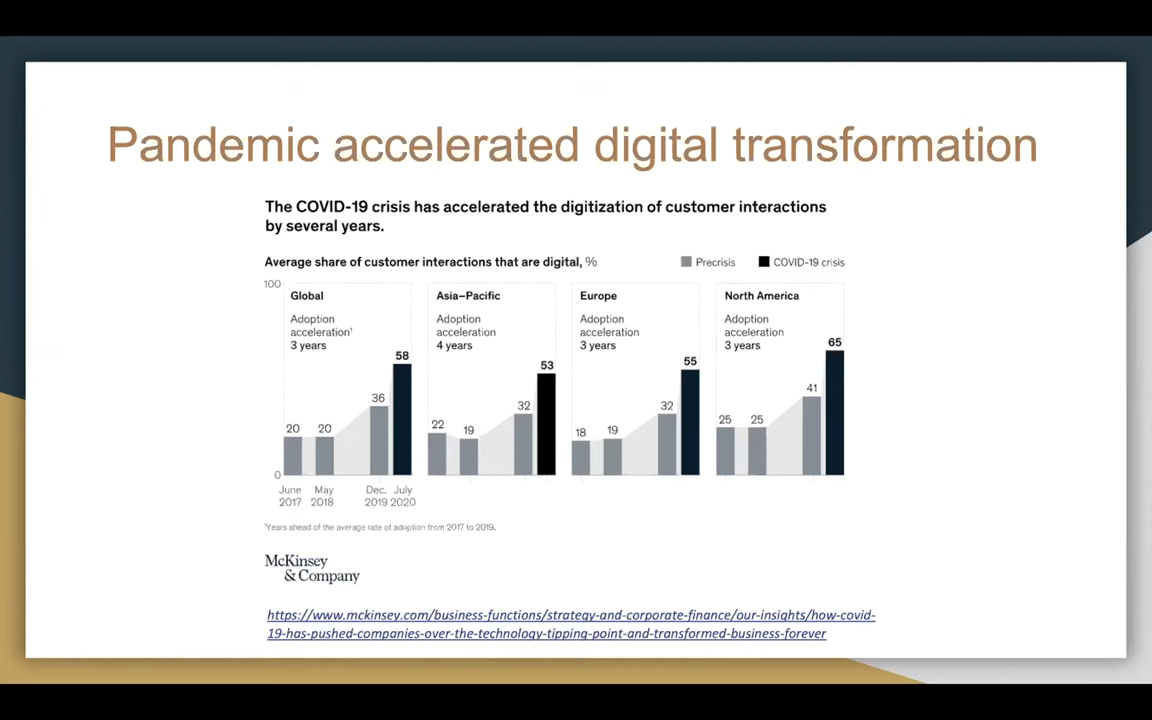 Pandemic accelerated digital transformation
The COVID-19 crisis has accelerated the digitization of customer interactions
by several years.
Average share of customer interactions that are digital, %
Precrisis
COVID-19 crisis
100
0
Global
Adoption
acceleration¹
3 years
20
20
36
58
June
2017
May
2018
Dec.
2019
July
2020
Asia–Pacific
Adoption
acceleration
4 years
22
19
32
53
Europe
Adoption
acceleration
3 years
18
19
32
55
North America
Adoption
acceleration
3 years
25
25
41
65
¹Years ahead of the average rate of adoption from 2017 to 2019.
McKinsey
& Company
https://www.mckinsey.com/business-functions/strategy-and-corporate-finance/our-insights/how-covid-
19-has-pushed-companies-over-the-technology-tipping-point-and-transformed-business-forever